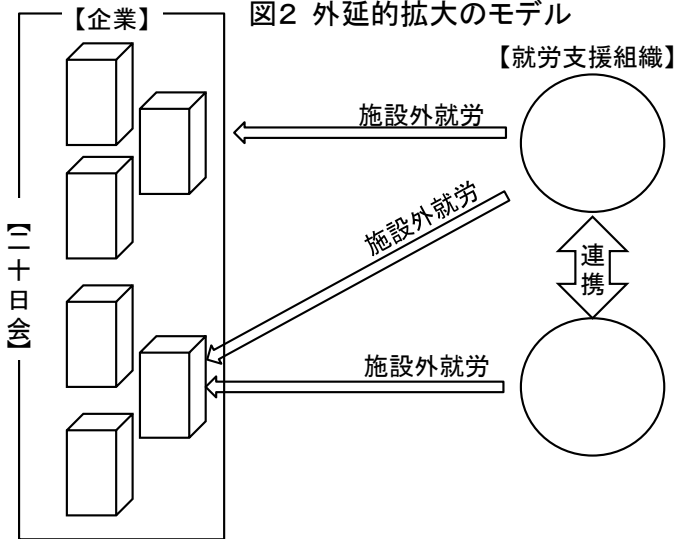 図2 外延的拡大のモデル
【企業】
【就労支援組織】
施設外就労
施設外就労
【二十日会】
連携
施設外就労